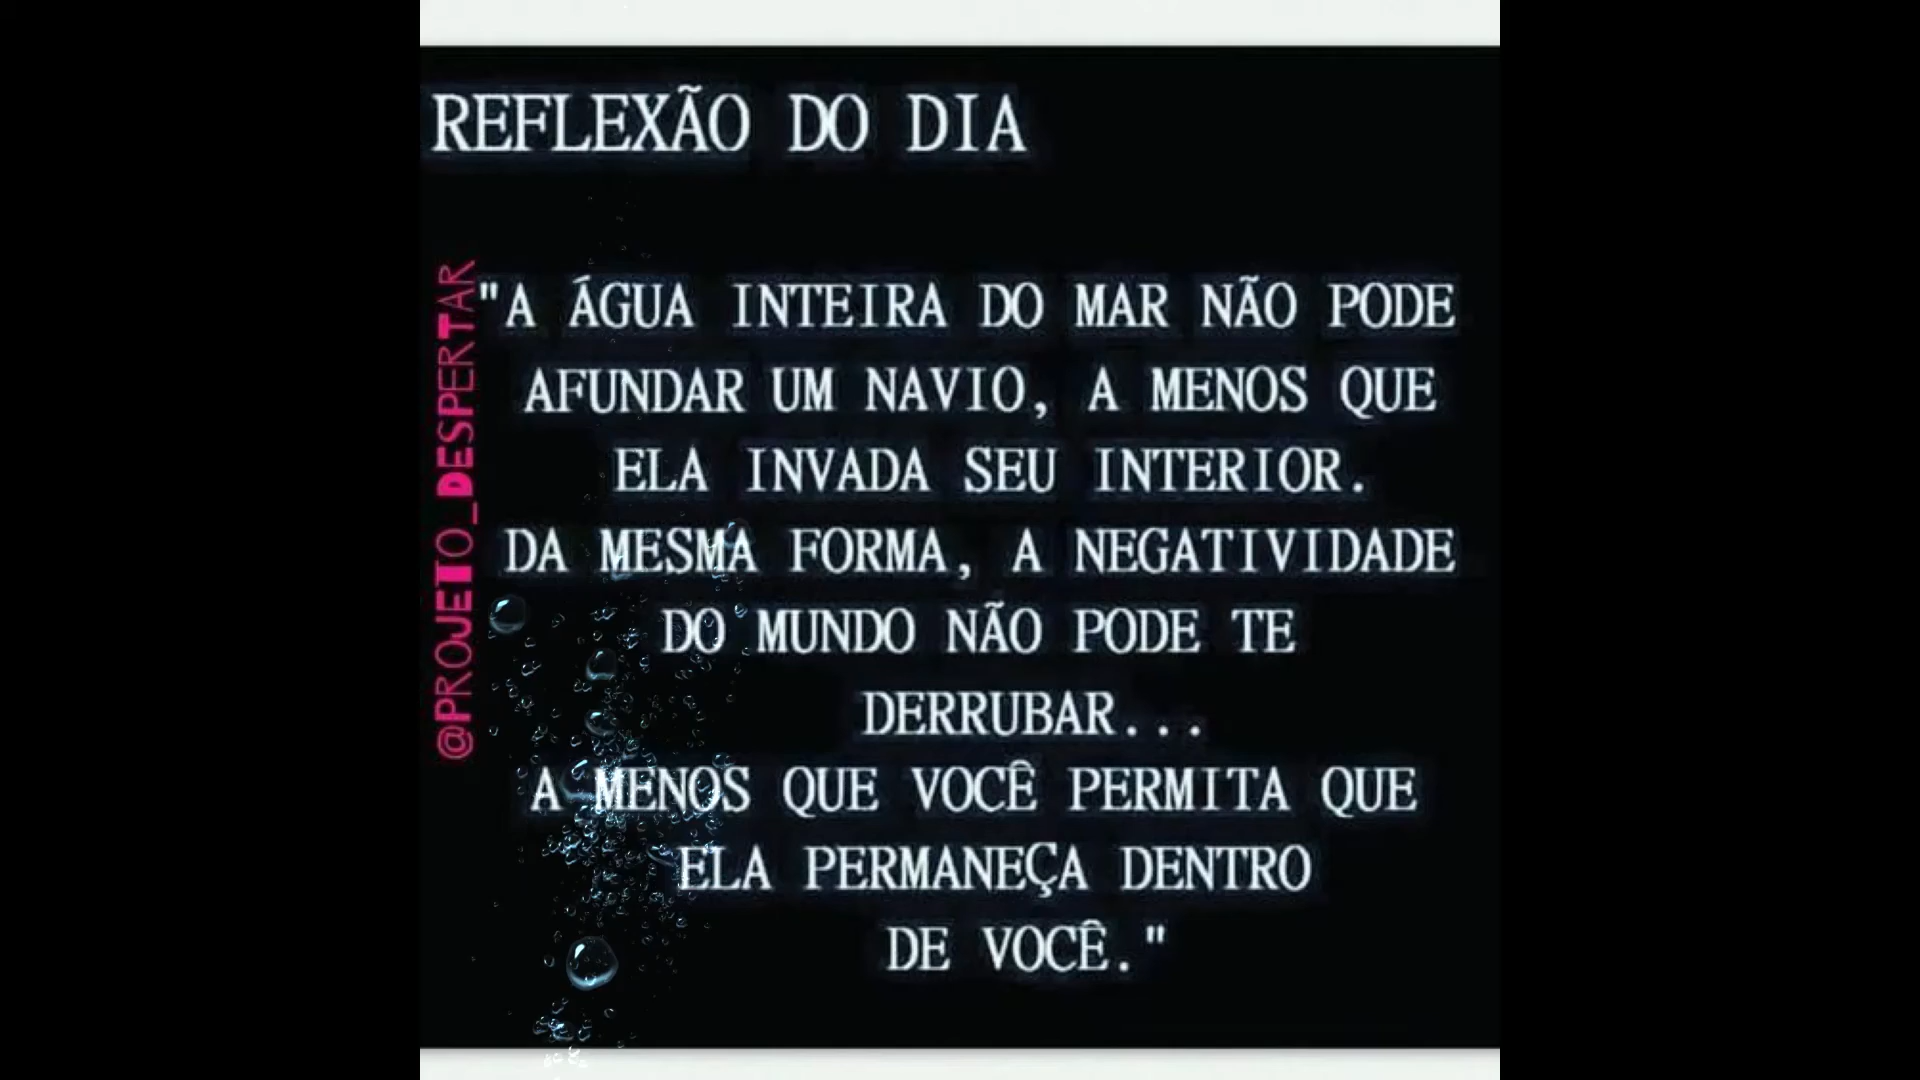 REFLEXÃO DO DIA
@PROJETO_DESPERTAR
"A ÁGUA INTEIRA DO MAR NÃO PODE
AFUNDAR UM NAVIO, A MENOS QUE
ELA INVADA SEU INTERIOR.
DA MESMA FORMA, A NEGATIVIDADE
DO MUNDO NÃO PODE TE
DERRUBAR...
A MENOS QUE VOCÊ PERMITA QUE
ELA PERMANEÇA DENTRO
DE VOCÊ."